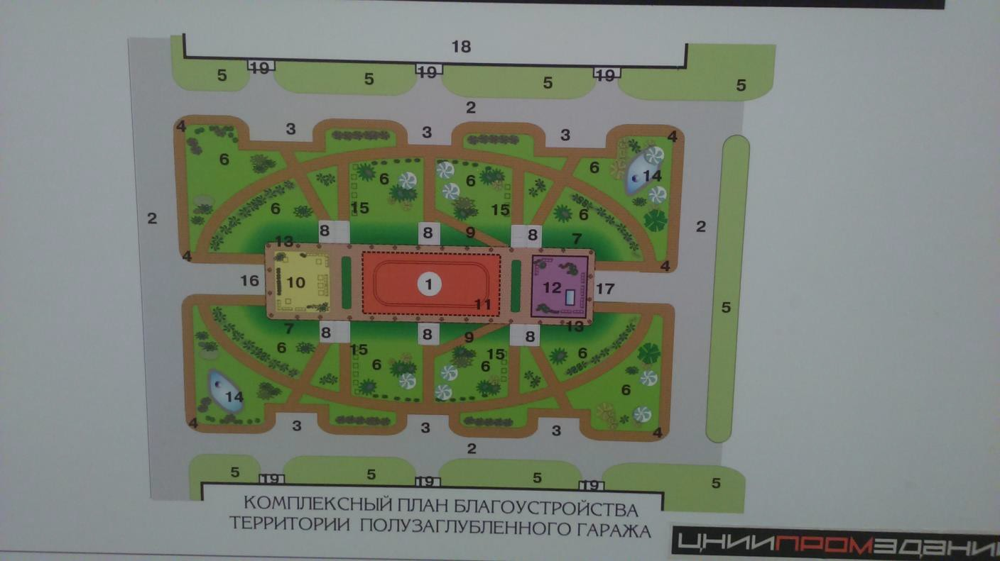 18
5 19 5 19 5 19 5
2
4 3 3 3 4
6 6 6 6 14
6 15 15 6
2 8 8 9 8 7 2
13
4 4
16 10 1 11 12 17
5
7 8 8 9 8 13
6 15 15 6
6 6
14 6
4 3 3 3 4
2
5 19 5 19 5 19 5
КОМПЛЕКСНЫЙ ПЛАН БЛАГОУСТРОЙСТВА
ТЕРРИТОРИИ ПОЛУЗАГЛУБЛЕННОГО ГАРАЖА
ЦНИИПРОМЗДАНИ